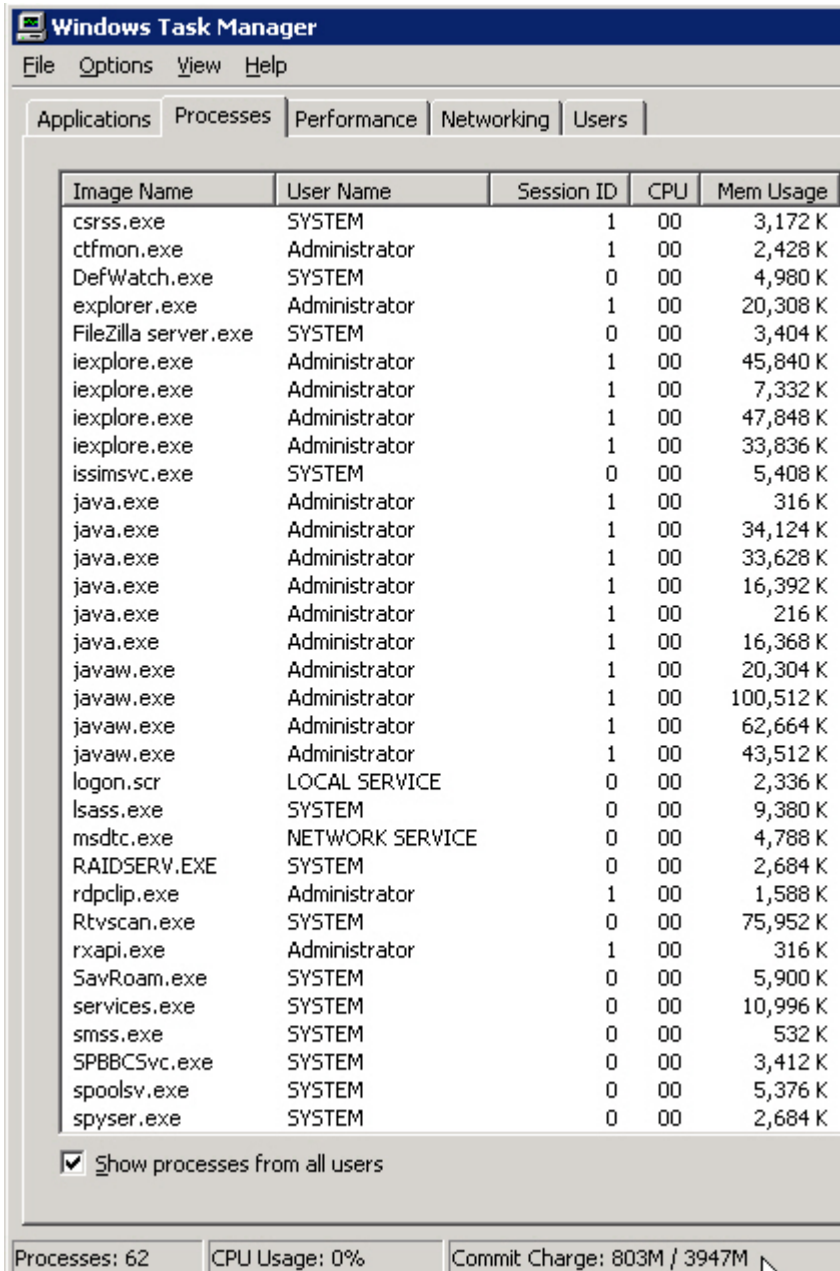 Windows Task Manager
File Options View Help
Applications Processes Performance Networking Users
Image Name User Name Session ID CPU Mem Usage
csrss.exe SYSTEM 1 00 3,172 K
ctfmon.exe Administrator 1 00 2,428 K
DefWatch.exe SYSTEM 0 00 4,980 K
explorer.exe Administrator 1 00 20,308 K
FileZilla server.exe SYSTEM 0 00 3,404 K
iexplore.exe Administrator 1 00 45,840 K
iexplore.exe Administrator 1 00 7,332 K
iexplore.exe Administrator 1 00 47,848 K
iexplore.exe Administrator 1 00 33,836 K
issimsvc.exe SYSTEM 0 00 5,408 K
java.exe Administrator 1 00 316 K
java.exe Administrator 1 00 34,124 K
java.exe Administrator 1 00 33,628 K
java.exe Administrator 1 00 16,392 K
java.exe Administrator 1 00 216 K
java.exe Administrator 1 00 16,368 K
javaw.exe Administrator 1 00 20,304 K
javaw.exe Administrator 1 00 100,512 K
javaw.exe Administrator 1 00 62,664 K
javaw.exe Administrator 1 00 43,512 K
logon.scr LOCAL SERVICE 0 00 2,336 K
lsass.exe SYSTEM 0 00 9,380 K
msdtc.exe NETWORK SERVICE 0 00 4,788 K
RAIDSERV.EXE SYSTEM 0 00 2,684 K
rdpclip.exe Administrator 1 00 1,588 K
Rtvscan.exe SYSTEM 0 00 75,952 K
rxapi.exe Administrator 1 00 316 K
SavRoam.exe SYSTEM 0 00 5,900 K
services.exe SYSTEM 0 00 10,996 K
smss.exe SYSTEM 0 00 532 K
SPBBCSvc.exe SYSTEM 0 00 3,412 K
spoolsv.exe SYSTEM 0 00 5,376 K
spyser.exe SYSTEM 0 00 2,684 K
Show processes from all users
Processes: 62 CPU Usage: 0% Commit Charge: 803M / 3947M